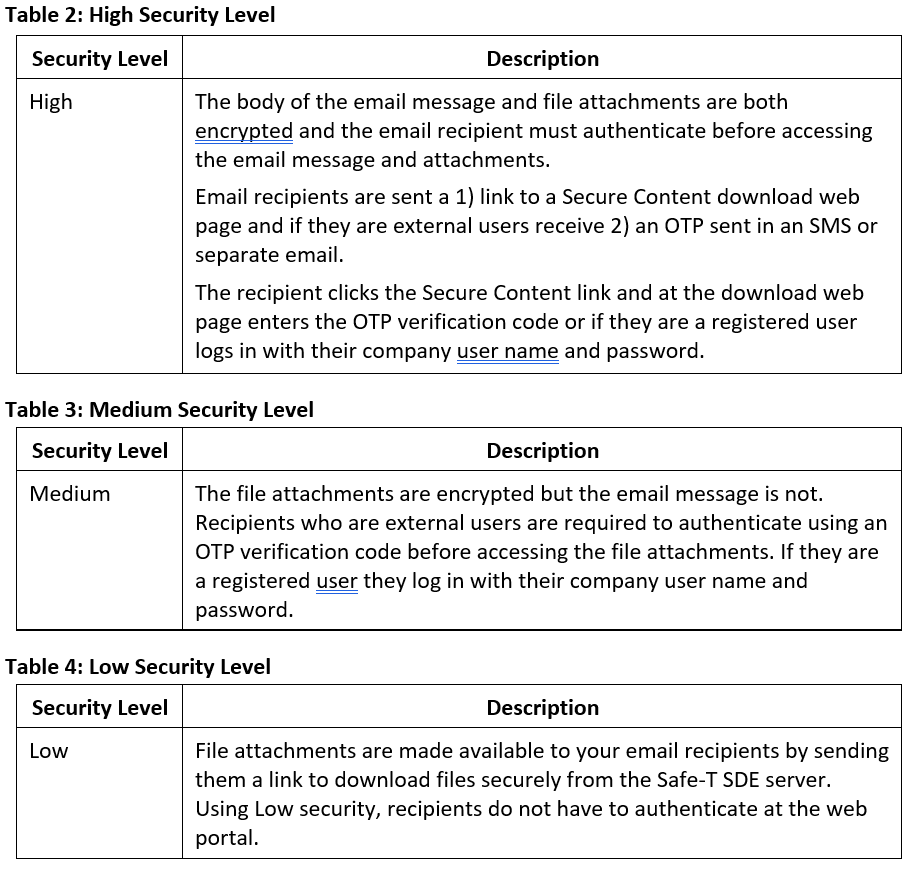 Table 2: High Security Level
Security Level
Description
High
The body of the email message and file attachments are both
encrypted and the email recipient must authenticate before accessing
the email message and attachments.
Email recipients are sent a 1) link to a Secure Content download web
page and if they are external users receive 2) an OTP sent in an SMS or
separate email.
The recipient clicks the Secure Content link and at the download web
page enters the OTP verification code or if they are a registered user
logs in with their company user name and password.
Table 3: Medium Security Level
Security Level
Description
Medium
The file attachments are encrypted but the email message is not.
Recipients who are external users are required to authenticate using an
OTP verification code before accessing the file attachments. If they are
a registered user they log in with their company user name and
password.
Table 4: Low Security Level
Security Level
Description
Low
File attachments are made available to your email recipients by sending
them a link to download files securely from the Safe-T SDE server.
Using Low security, recipients do not have to authenticate at the web
portal.